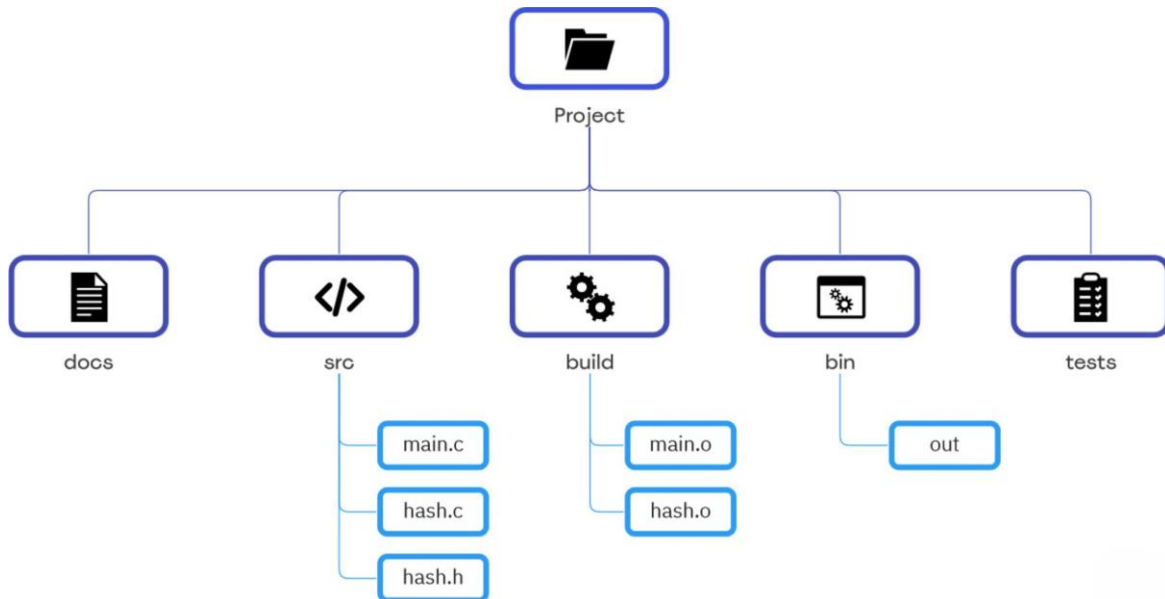 Project
docs
src
build
bin
tests
main.c
main.o
out
hash.c
hash.o
hash.h